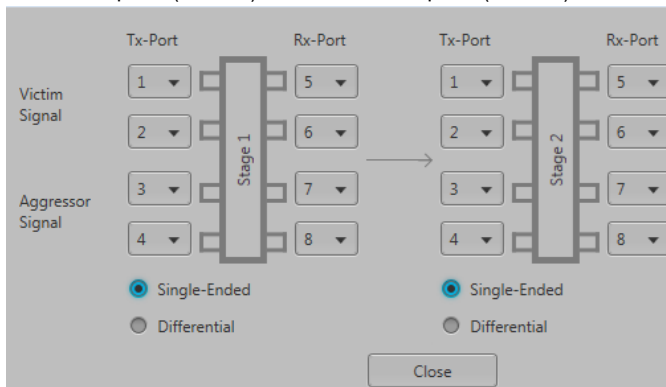 Tx-Port Rx-Port Tx-Port Rx-Port
Victim
Signal
1 5 1 5
2 6 2 6
Stage 1 Stage 2
Aggressor
Signal
3 7 3 7
4 8 4 8
Single-Ended Single-Ended
Differential Differential
Close